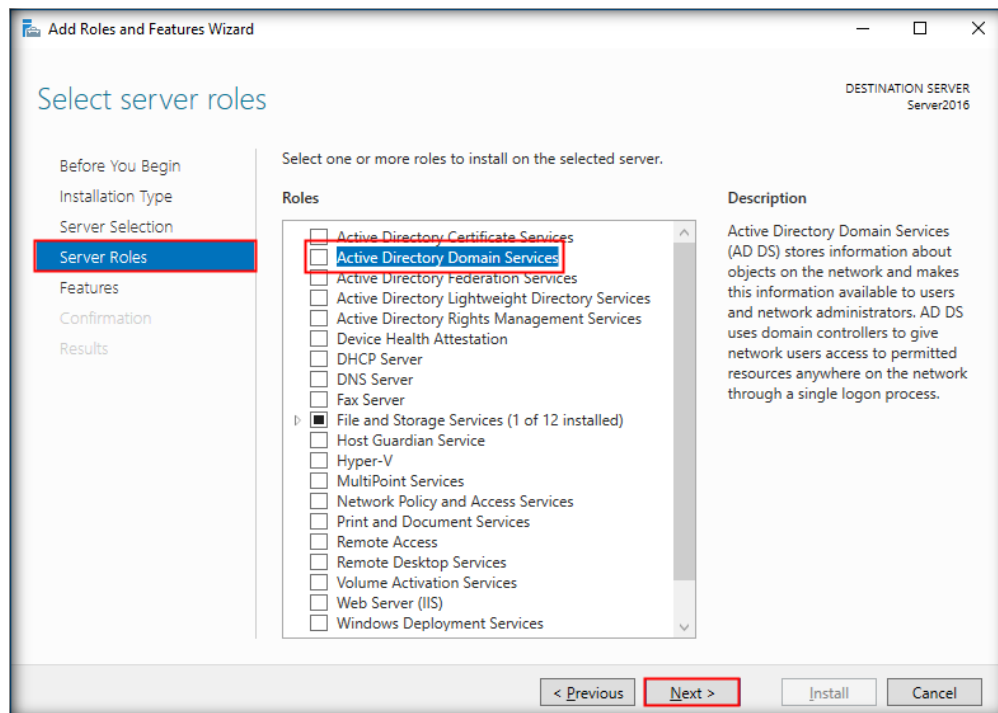 Add Roles and Features Wizard
Select server roles
DESTINATION SERVER
Server2016
Before You Begin
Installation Type
Server Selection
Server Roles
Features
Confirmation
Results
Select one or more roles to install on the selected server.
Roles
Active Directory Certificate Services
Active Directory Domain Services
Active Directory Federation Services
Active Directory Lightweight Directory Services
Active Directory Rights Management Services
Device Health Attestation
DHCP Server
DNS Server
Fax Server
File and Storage Services (1 of 12 installed)
Host Guardian Service
Hyper-V
MultiPoint Services
Network Policy and Access Services
Print and Document Services
Remote Access
Remote Desktop Services
Volume Activation Services
Web Server (IIS)
Windows Deployment Services
Description
Active Directory Domain Services
(AD DS) stores information about
objects on the network and makes
this information available to users
and network administrators. AD DS
uses domain controllers to give
network users access to permitted
resources anywhere on the network
through a single logon process.
< Previous
Next >
Install
Cancel